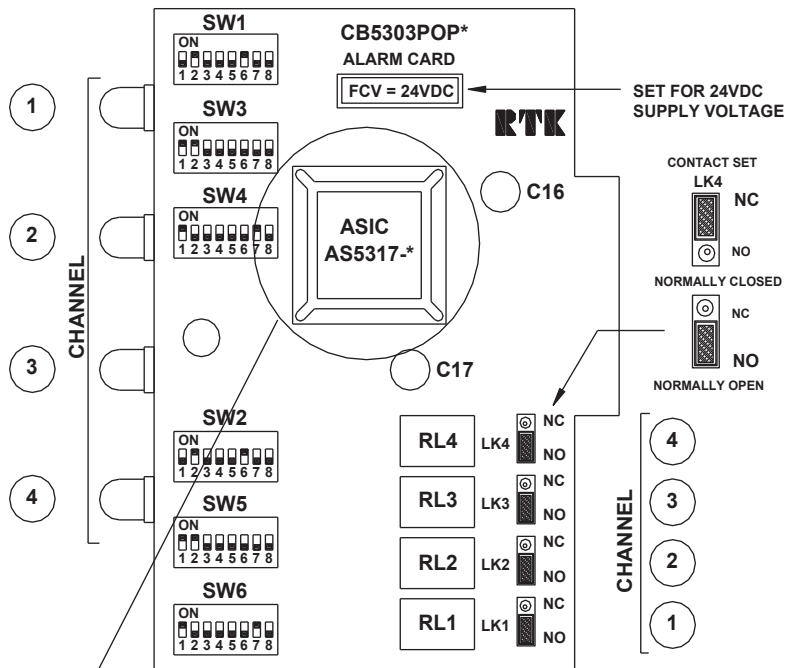 SW1
ON
1 2 3 4 5 6 7 8
CB5303POP*
ALARM CARD
FCV = 24VDC
SET FOR 24VDC
SUPPLY VOLTAGE
RTK
1
SW3
ON
1 2 3 4 5 6 7 8
CONTACT SET
LK4
NC
NO
NORMALLY CLOSED
NC
NO
NORMALLY OPEN
SW4
ON
1 2 3 4 5 6 7 8
ASIC
AS5317-*
C16
2
CHANNEL
3
C17
SW2
ON
1 2 3 4 5 6 7 8
4
SW5
ON
1 2 3 4 5 6 7 8
SW6
ON
1 2 3 4 5 6 7 8
RL4
LK4
NC
NO
4
RL3
LK3
NC
NO
3
RL2
LK2
NC
NO
2
RL1
LK1
NC
NO
1
CHANNEL